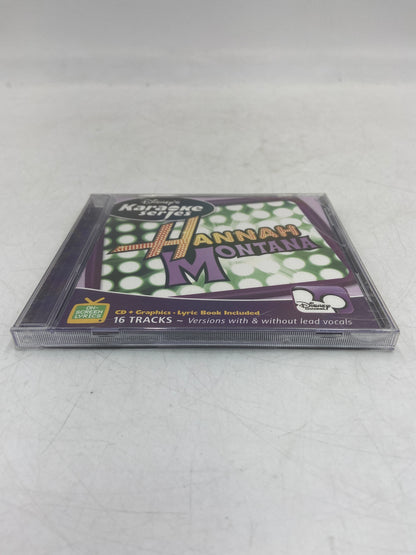 Disney's
Karaoke
series
HANNAH
MONTANA
ON-
SCREEN
LYRICS
CD + Graphics • Lyric Book Included
16 TRACKS ~ Versions with & without lead vocals
Disney
CHANNEL